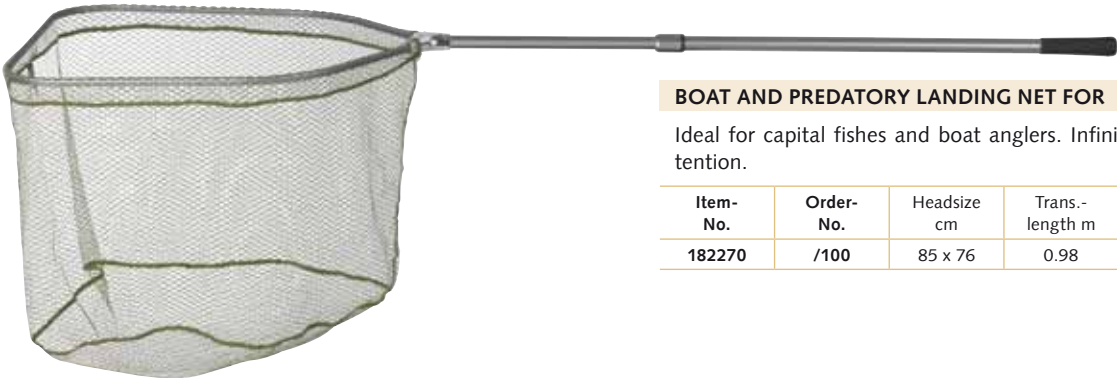 BOAT AND PREDATORY LANDING NET FOR
Ideal for capital fishes and boat anglers. Infini
tention.
Item-No. Order-No. Headsize cm Trans.-length m
182270 /100 85 x 76 0.98